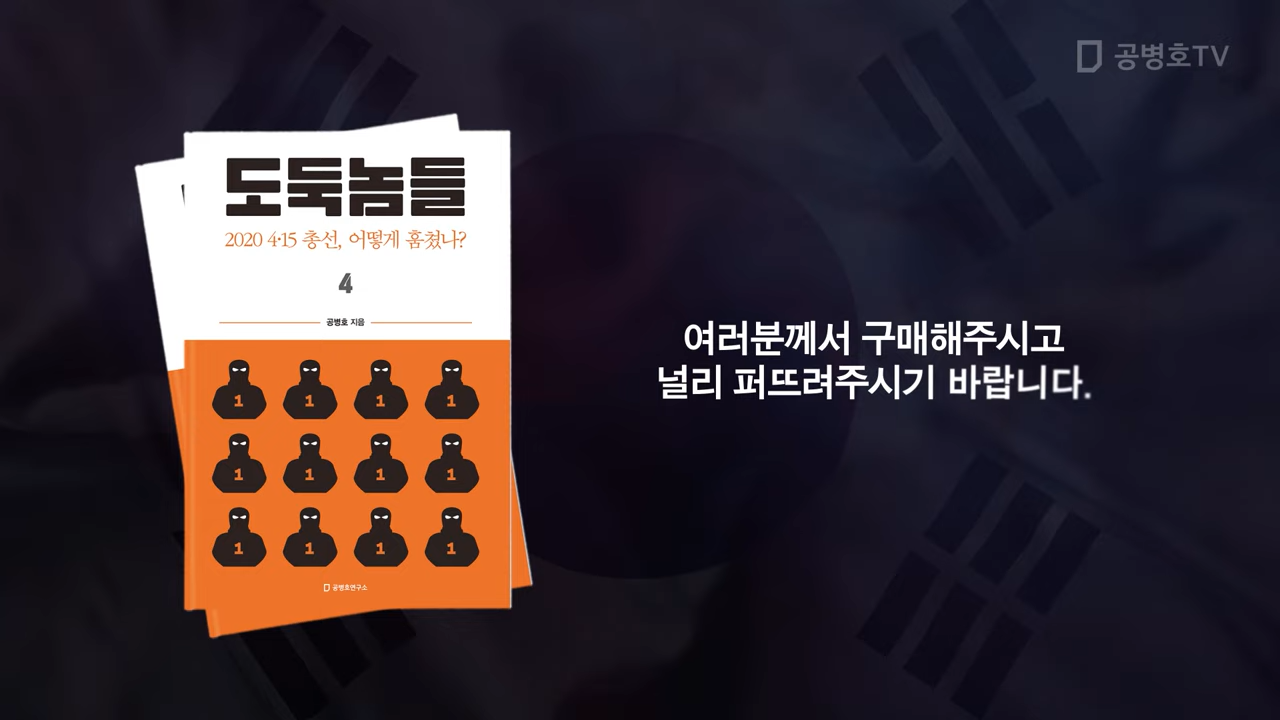 공병호TV
도둑놈들
2020 4·15 총선, 어떻게 훔쳤나?
4
공병호 지음
1 1 1 1
1 1 1 1
1 1 1 1
공병호연구소
여러분께서 구매해주시고
널리 퍼뜨려주시기 바랍니다.